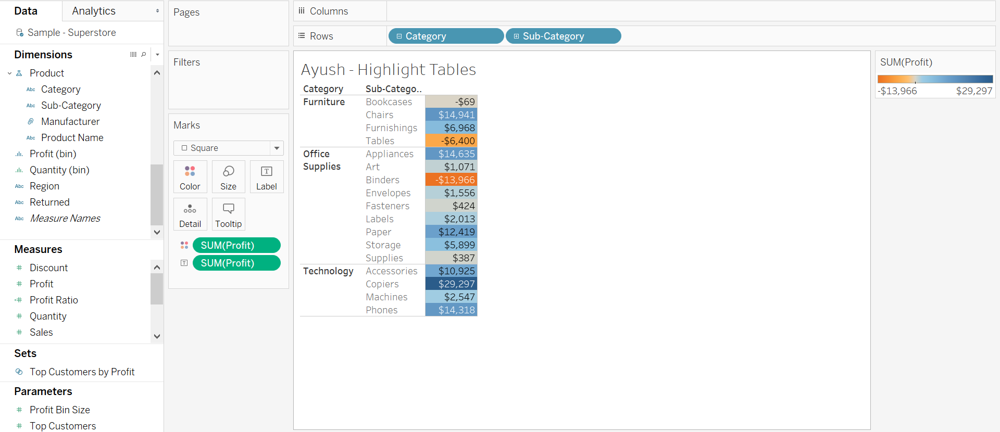 Data
Analytics
Sample - Superstore
Dimensions
Product
Abc Category
Abc Sub-Category
Manufacturer
Abc Product Name
Profit (bin)
Quantity (bin)
Abc Region
Abc Returned
Abc Measure Names
Measures
# Discount
# Profit
=# Profit Ratio
# Quantity
# Sales
Sets
Top Customers by Profit
Parameters
# Profit Bin Size
# Top Customers
Pages
Filters
Marks
Square
Color
Size
T Label
Detail
Tooltip
SUM(Profit)
T SUM(Profit)
Columns
Rows
Category
Sub-Category
Ayush - Highlight Tables
Category Sub-Catego..
Furniture Bookcases -$69
Chairs $14,941
Furnishings $6,968
Tables -$6,400
Office Appliances $14,635
Supplies Art $1,071
Binders -$13,966
Envelopes $1,556
Fasteners $424
Labels $2,013
Paper $12,419
Storage $5,899
Supplies $387
Technology Accessories $10,925
Copiers $29,297
Machines $2,547
Phones $14,318
SUM(Profit)
-$13,966 $29,297